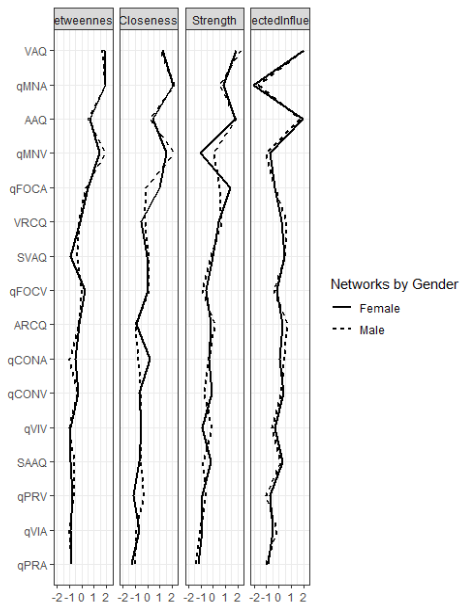 etweennes Closeness Strength ectedInflue
VAQ
qMNA
AAQ
qMNV
qFOCA
VRCQ
SVAQ
qFOCV
ARCQ
qCONA
qCONV
qVIV
SAAQ
qPRV
qVIA
qPRA
Networks by Gender
Female
Male
-2 -1 0 1 2 -2 -1 0 1 2 -2 -1 0 1 2 -2 -1 0 1 2